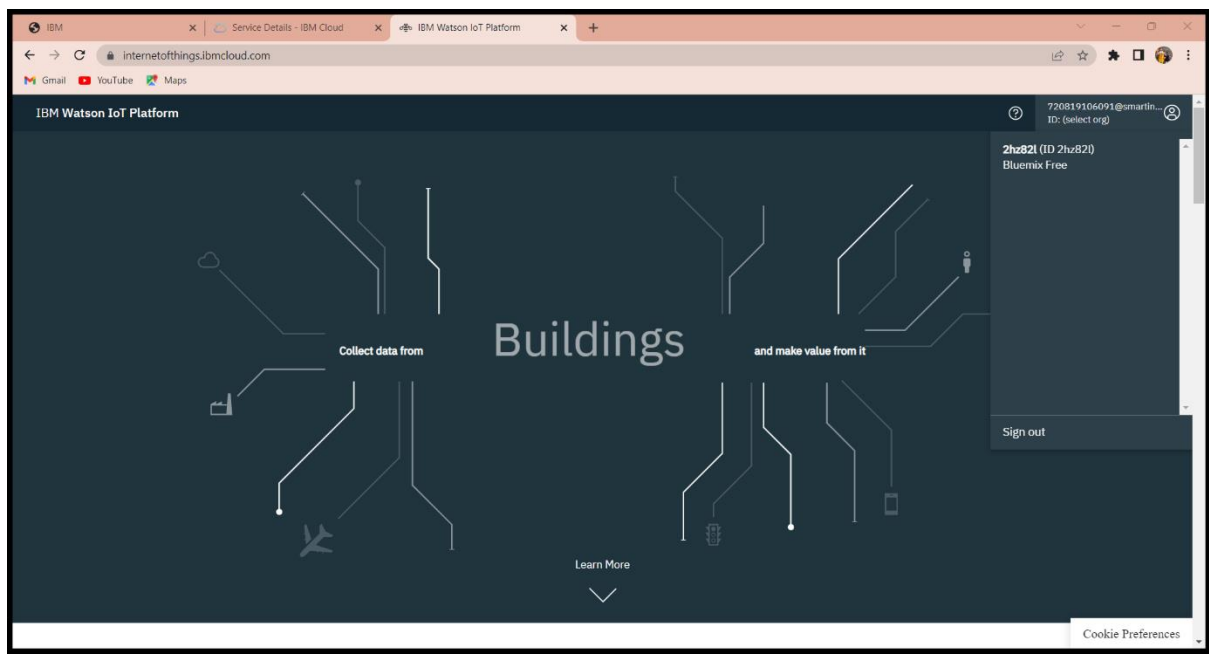 IBM
Service Details - IBM Cloud
IBM Watson IoT Platform
internetofthings.ibmcloud.com
Gmail
YouTube
Maps
IBM Watson IoT Platform
720819106091@smartin...
ID: (select org)
2hz82l (ID 2hz82l)
Bluemix Free
Sign out
Collect data from
Buildings
and make value from it
Learn More
Cookie Preferences